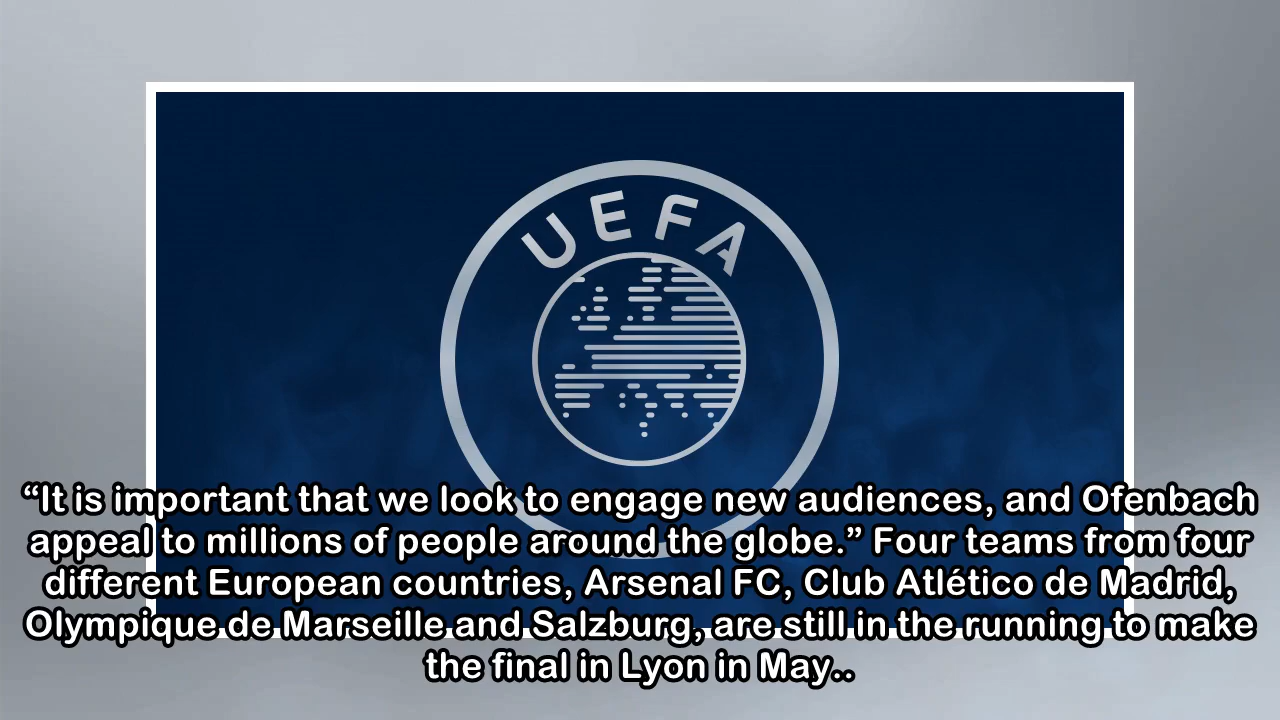 UEFA
“It is important that we look to engage new audiences, and Ofenbach
appeal to millions of people around the globe.” Four teams from four
different European countries, Arsenal FC, Club Atlético de Madrid,
Olympique de Marseille and Salzburg, are still in the running to make
the final in Lyon in May..